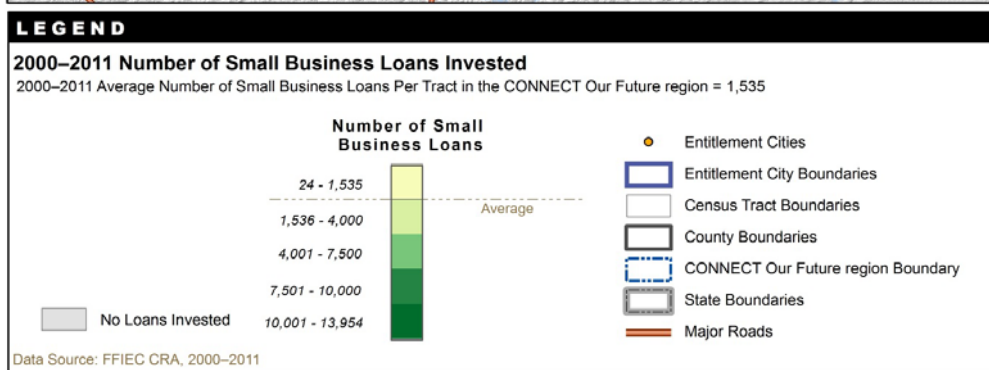 LEGEND
2000–2011 Number of Small Business Loans Invested
2000–2011 Average Number of Small Business Loans Per Tract in the CONNECT Our Future region = 1,535
Number of Small
Business Loans
24 - 1,535
Average
1,536 - 4,000
4,001 - 7,500
7,501 - 10,000
10,001 - 13,954
No Loans Invested
Entitlement Cities
Entitlement City Boundaries
Census Tract Boundaries
County Boundaries
CONNECT Our Future region Boundary
State Boundaries
Major Roads
Data Source: FFIEC CRA, 2000–2011